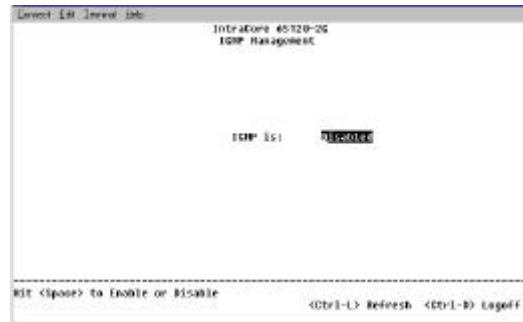 Connect Edit Terminal Help
IntraCore 65120-2G
IGMP Management
IGMP is: Disabled
Hit <Space> to Enable or Disable
<Ctrl-L> Refresh <Ctrl-D> Logoff